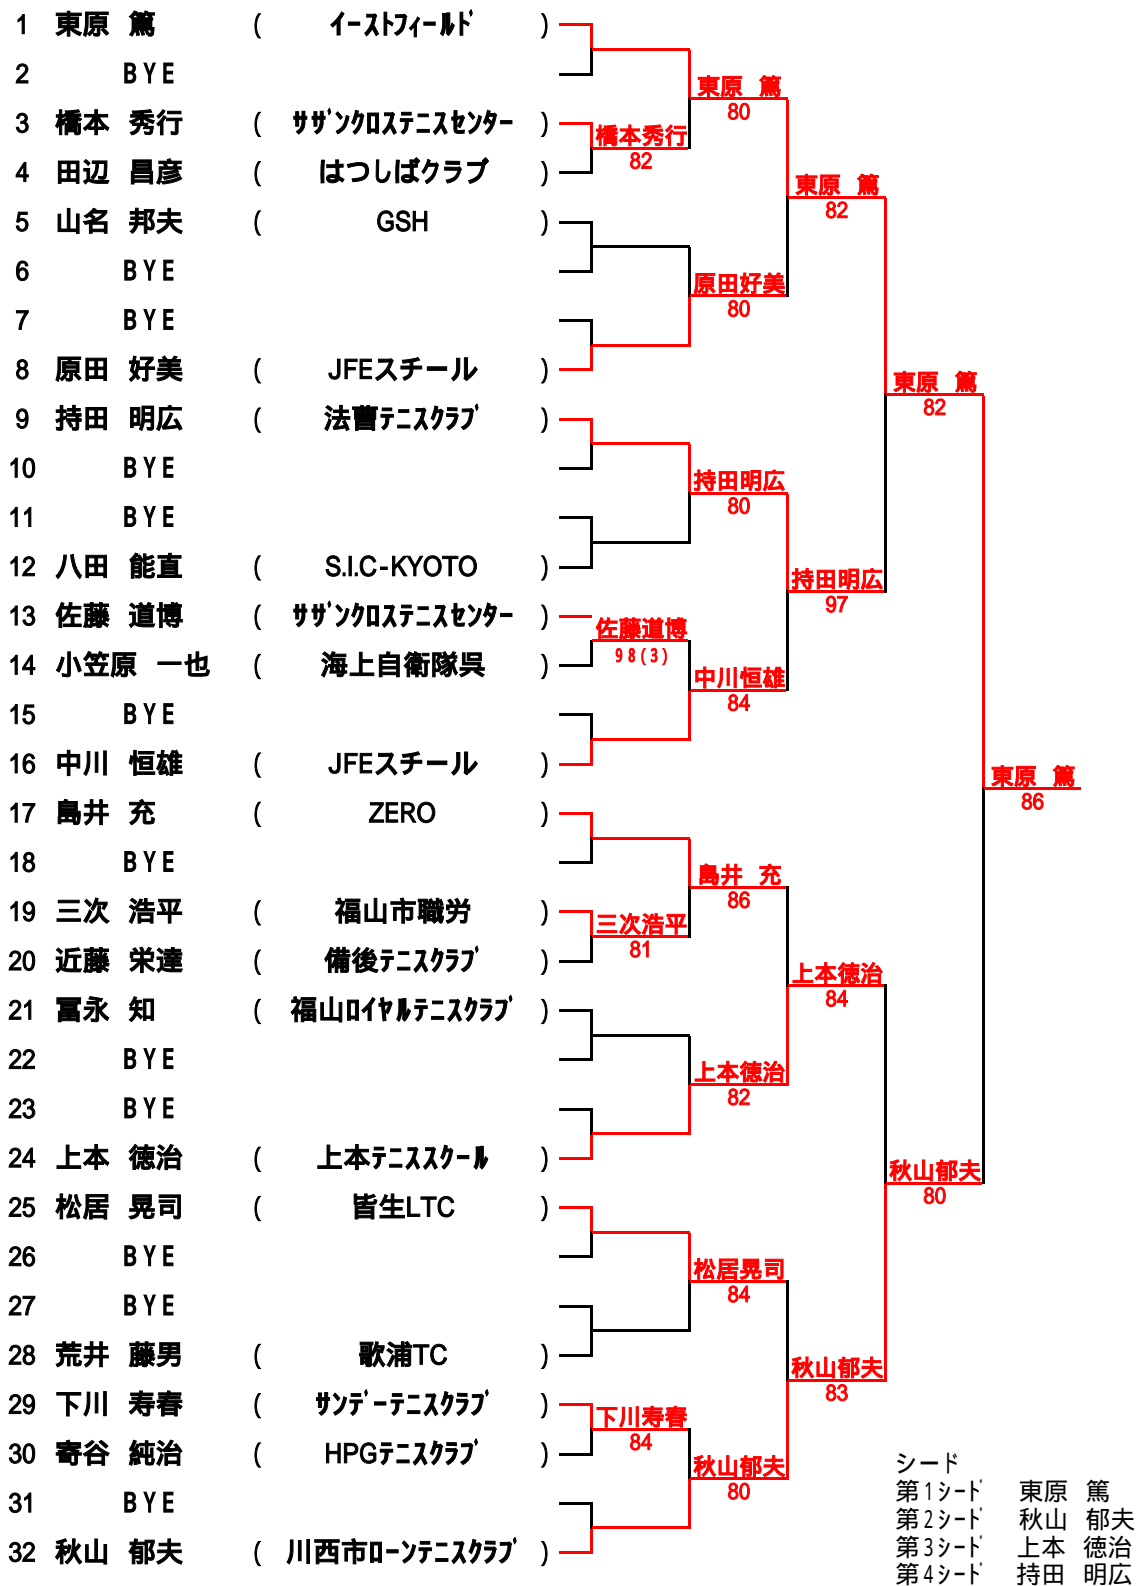 1 東原 篤 ( ｲｰｽﾄﾌｨｰﾙﾄﾞ )
2 BYE
東原 篤
80
3 橋本 秀行 ( ｻｻﾞﾝｸﾛｽﾃﾆｽｾﾝﾀｰ )
橋本秀行
82
4 田辺 昌彦 ( はつしばクラブ )
東原 篤
82
5 山名 邦夫 ( GSH )
6 BYE
原田好美
80
7 BYE
8 原田 好美 ( JFEスチール )
東原 篤
82
9 持田 明広 ( 法曹ﾃﾆｽｸﾗﾌﾞ )
10 BYE
持田明広
80
11 BYE
12 八田 能直 ( S.I.C-KYOTO )
持田明広
97
13 佐藤 道博 ( ｻｻﾞﾝｸﾛｽﾃﾆｽｾﾝﾀｰ )
佐藤道博
98(3)
14 小笠原 一也 ( 海上自衛隊呉 )
中川恒雄
84
15 BYE
16 中川 恒雄 ( JFEスチール )
東原 篤
86
17 島井 充 ( ZERO )
18 BYE
島井 充
86
19 三次 浩平 ( 福山市職労 )
三次浩平
81
20 近藤 栄達 ( 備後ﾃﾆｽｸﾗﾌﾞ )
上本徳治
84
21 冨永 知 ( 福山ﾛｲﾔﾙﾃﾆｽｸﾗﾌﾞ )
22 BYE
上本徳治
82
23 BYE
24 上本 徳治 ( 上本ﾃﾆｽｽｸｰﾙ )
秋山郁夫
80
25 松居 晃司 ( 皆生LTC )
26 BYE
松居晃司
84
27 BYE
28 荒井 藤男 ( 歌浦TC )
秋山郁夫
83
29 下川 寿春 ( ｻﾝﾃﾞｰﾃﾆｽｸﾗﾌﾞ )
下川寿春
84
30 寄谷 純治 ( HPGﾃﾆｽｸﾗﾌﾞ )
秋山郁夫
80
31 BYE
32 秋山 郁夫 ( 川西市ﾛｰﾝﾃﾆｽｸﾗﾌﾞ )
シード
第1ｼｰﾄﾞ 東原 篤
第2ｼｰﾄﾞ 秋山 郁夫
第3ｼｰﾄﾞ 上本 徳治
第4ｼｰﾄﾞ 持田 明広